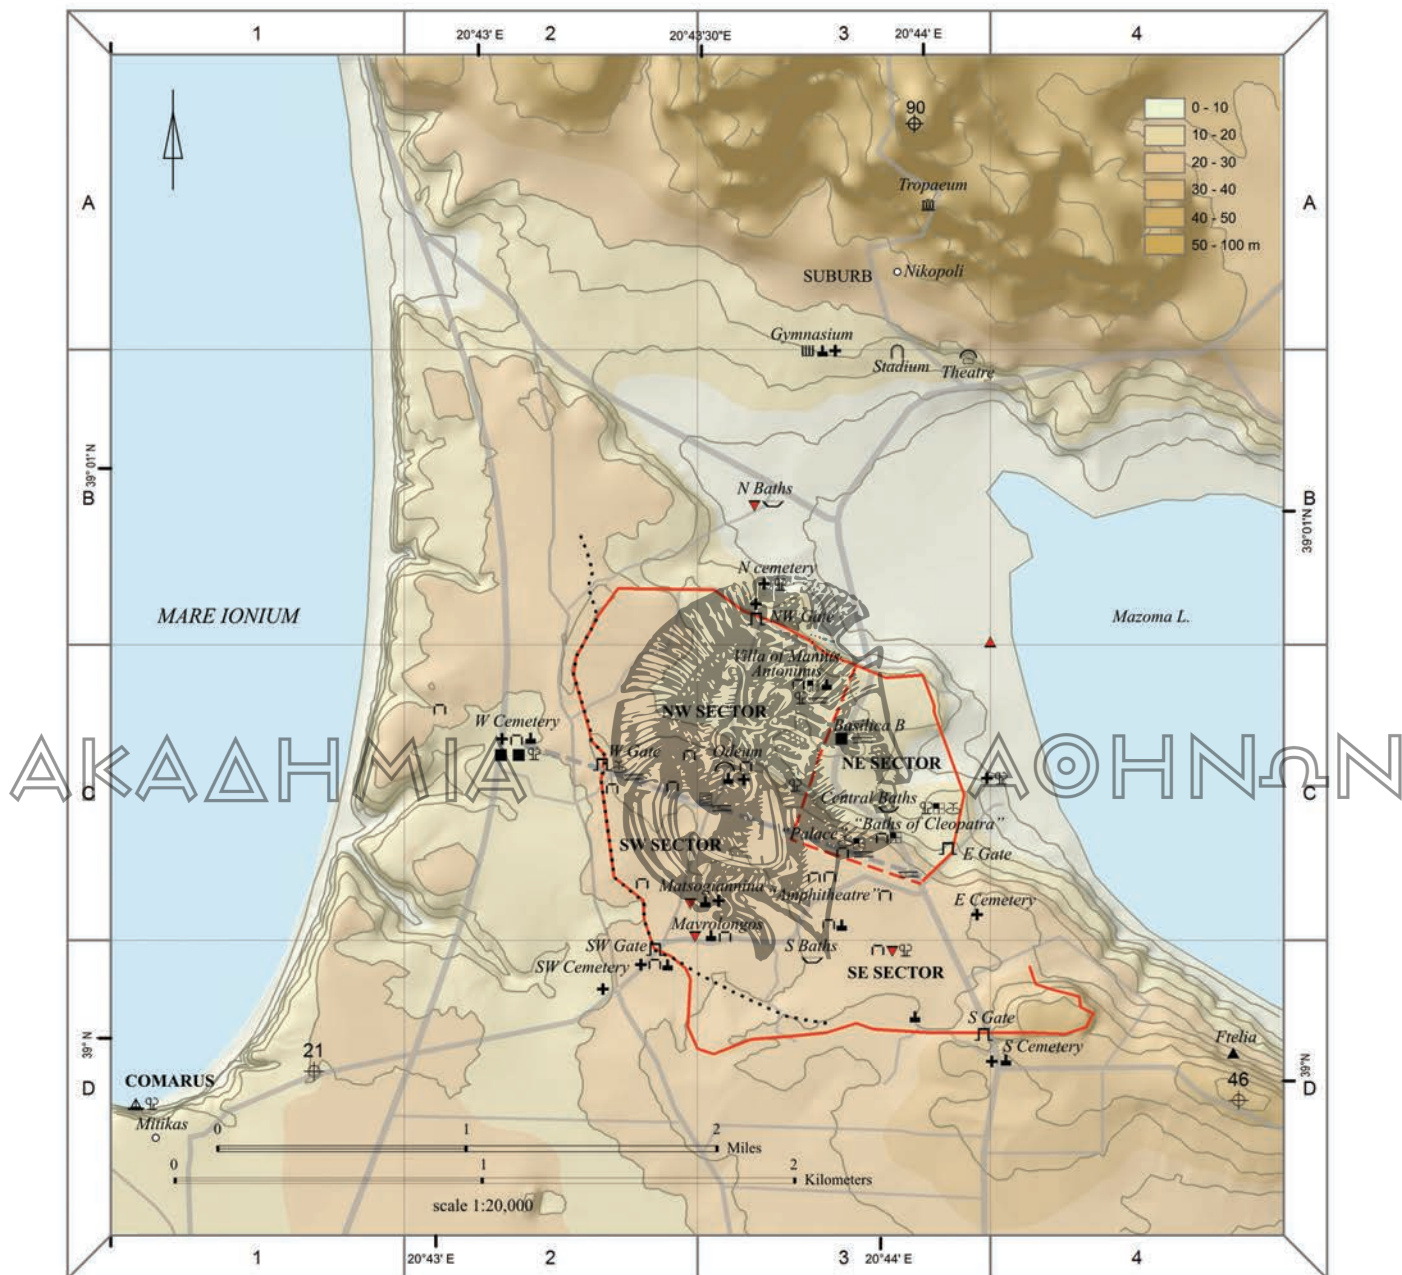 1
20°43' E
2
20°43'30" E
3
20°44' E
4
A
A
90
0 - 10
10 - 20
20 - 30
30 - 40
40 - 50
50 - 100 m
Tropaeum
SUBURB
Nikopoli
Gymnasium
Stadium
Theatre
39° 01' N
B
B
39° 01' N
N Baths
N cemetery
NW Gate
MARE IONIUM
Mazoma L.
Villa of Manius
Antoninus
NW SECTOR
W Cemetery
Basilica B
W Gate
Odeum
NE SECTOR
ΑΚΑΔΗΜΙΑ
ΑΘΗΝΩΝ
C
C
Central Baths
"Palace"
"Baths of Cleopatra"
SW SECTOR
E Gate
Matsogiannina
"Amphitheatre"
E Cemetery
Mavrolongos
SW Gate
S Baths
SW Cemetery
SE SECTOR
S Gate
S Cemetery
Ftelia
39° N
39° N
21
46
D
D
COMARUS
Mitikas
0
1
2
Miles
0
1
2
Kilometers
scale 1:20,000
1
20°43' E
2
3
20°44' E
4